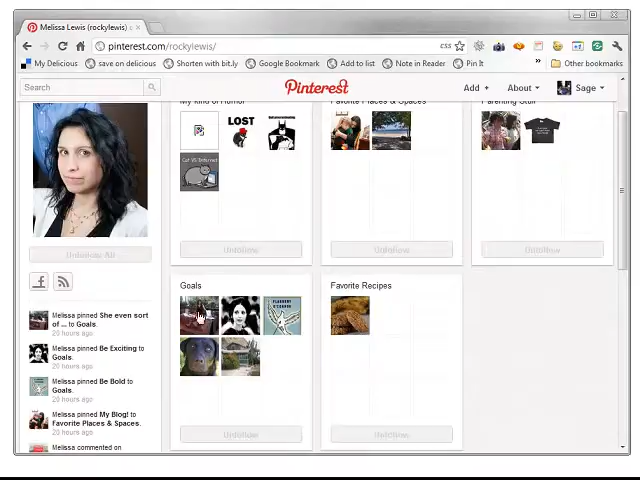 Melissa Lewis (rockylewis) o
pinterest.com/rockylewis/
css
My Delicious
save on delicious
Shorten with bit.ly
Google Bookmark
Add to list
Note in Reader
Pin It
»
Other bookmarks
Search
Pinterest
Add +
About
Sage
My kind of Humor
Favorite Places & Spaces
Parenting Stuff
LOST
Unfollow
Unfollow
Unfollow
Unfollow All
Goals
Favorite Recipes
Melissa pinned She even sort
of ... to Goals.
20 hours ago
Melissa pinned Be Exciting to
Goals.
20 hours ago
Melissa pinned Be Bold to
Goals.
20 hours ago
Melissa pinned My Blog! to
Favorite Places & Spaces.
20 hours ago
Melissa commented on
Unfollow
Unfollow